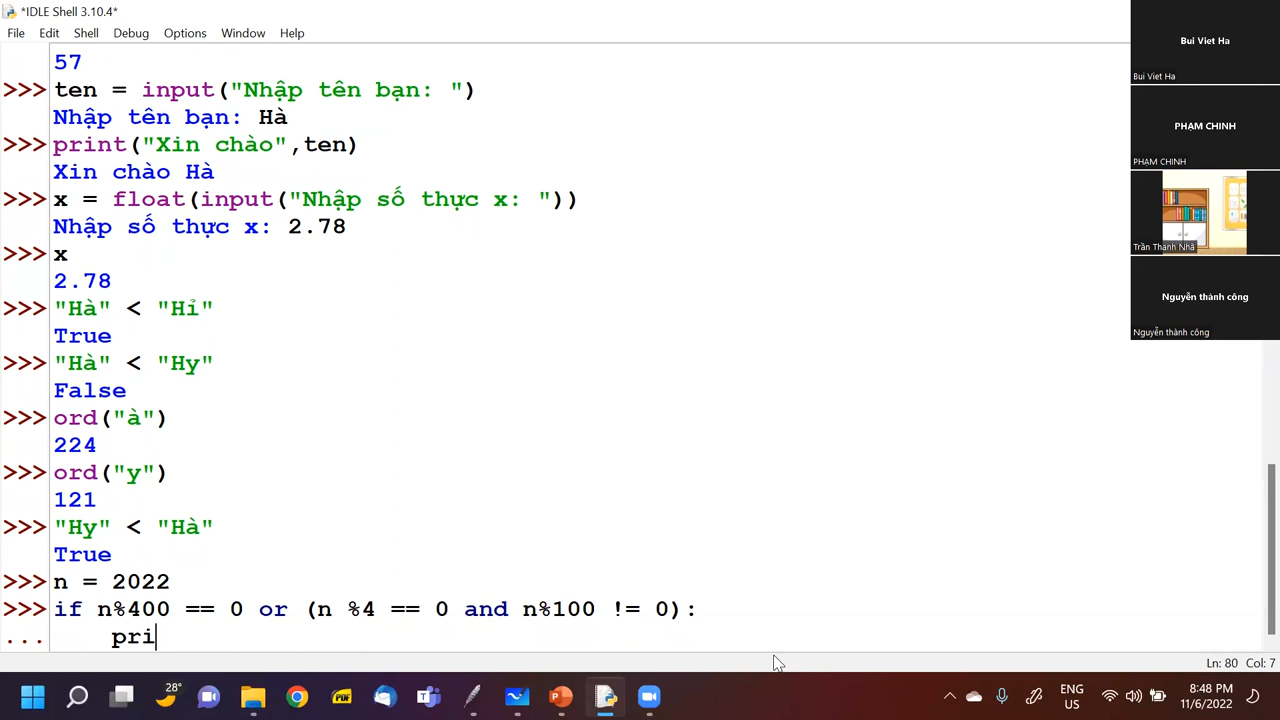 *IDLE Shell 3.10.4*
File Edit Shell Debug Options Window Help
57
>>> ten = input("Nhập tên bạn: ")
Nhập tên bạn: Hà
>>> print("Xin chào",ten)
Xin chào Hà
>>> x = float(input("Nhập số thực x: "))
Nhập số thực x: 2.78
>>> x
2.78
>>> "Hà" < "Hỉ"
True
>>> "Hà" < "Hy"
False
>>> ord("à")
224
>>> ord("y")
121
>>> "Hy" < "Hà"
True
>>> n = 2022
>>> if n%400 == 0 or (n %4 == 0 and n%100 != 0):
... pri
Bui Viet Ha
Bui Viet Ha
PHẠM CHINH
PHẠM CHINH
Trần Thạnh Nhã
Nguyễn thành công
Nguyễn thành công
Ln: 80 Col: 7
28°
PDF
ENG
US
8:48 PM
11/6/2022